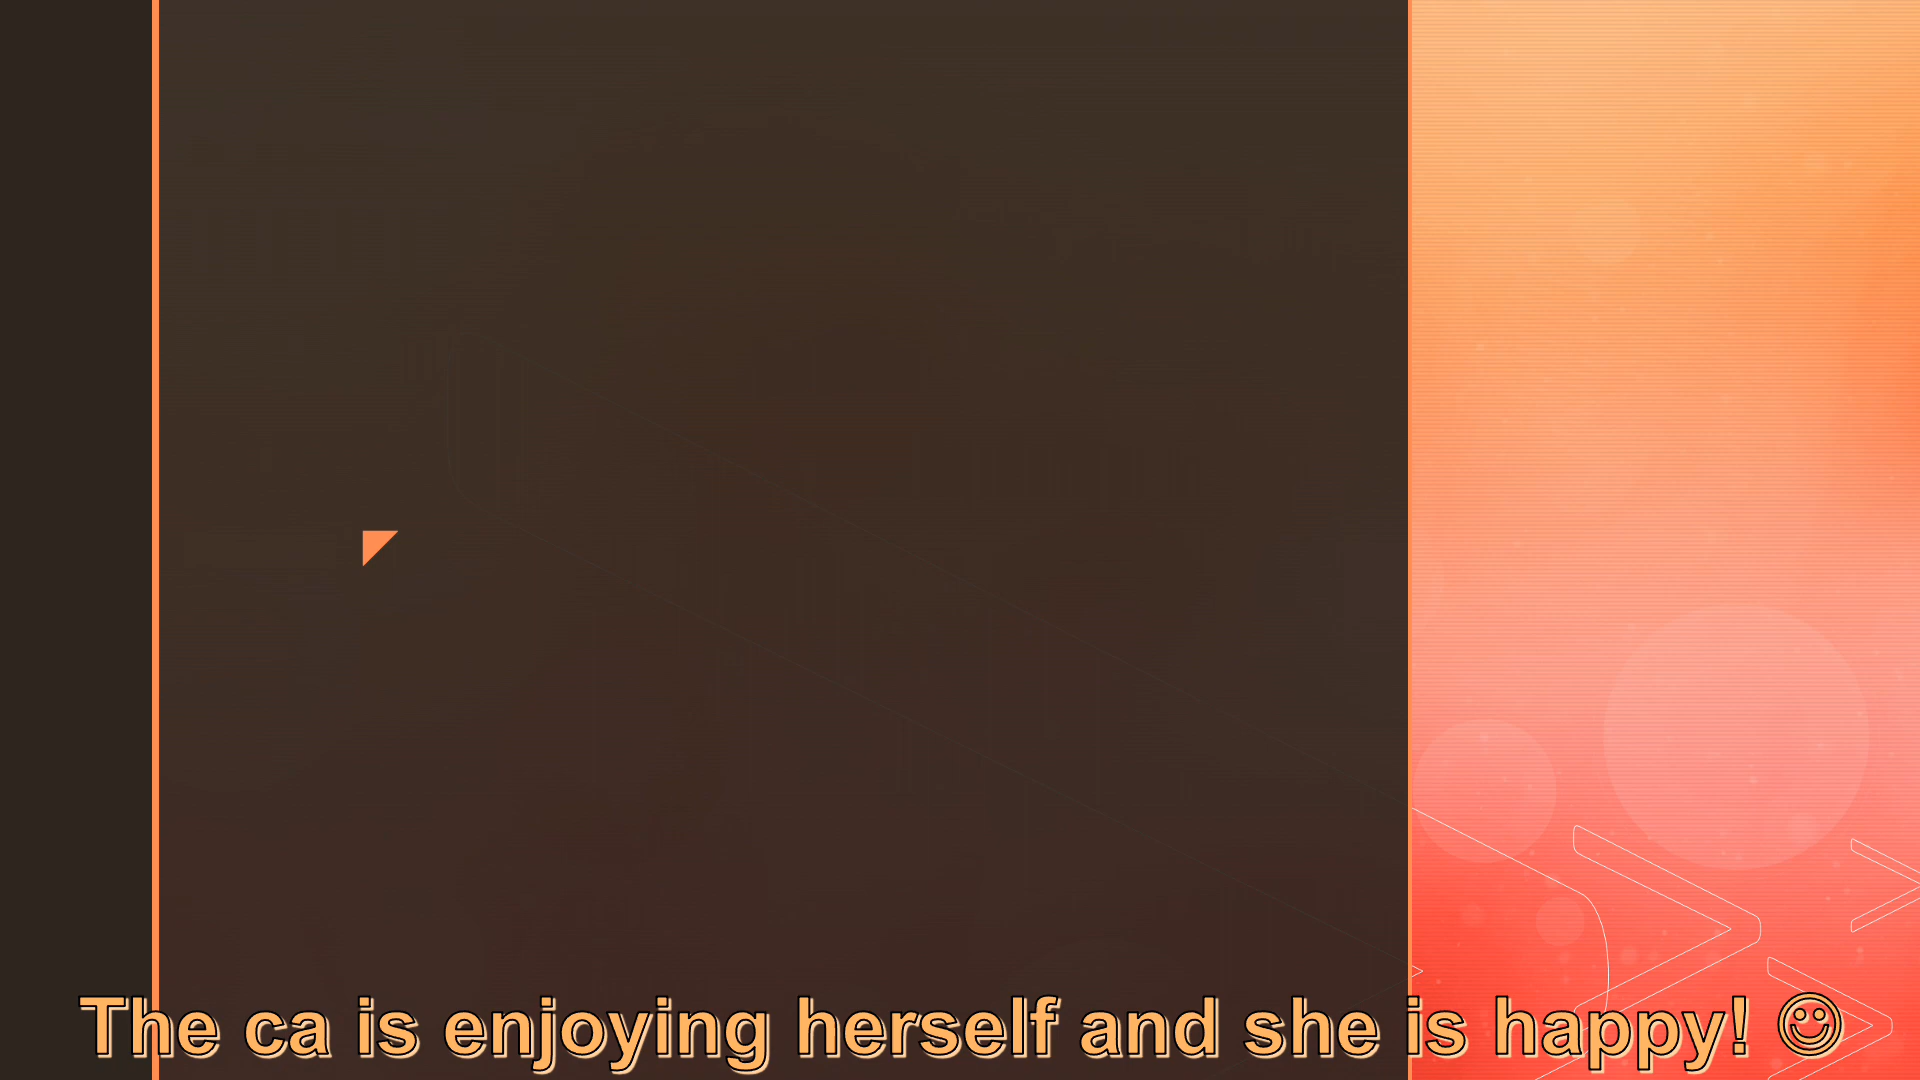 The ca is enjoying herself and she is happy! ☺